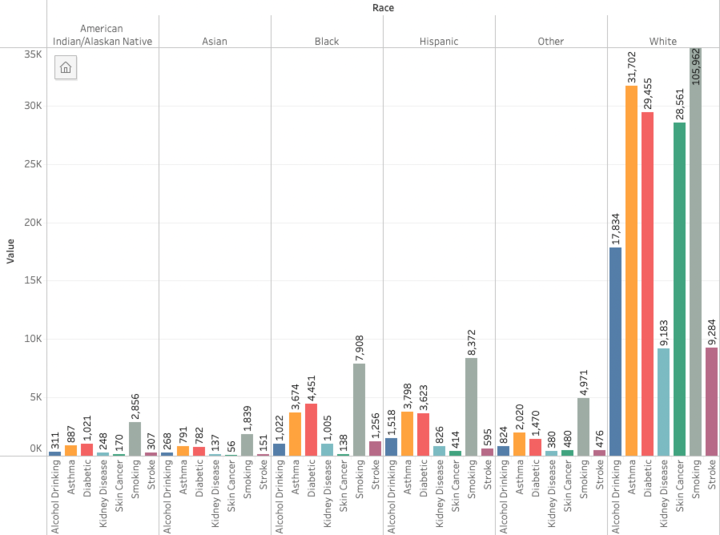 Race
American
Indian/Alaskan Native
Asian
Black
Hispanic
Other
White
Value
35K
30K
25K
20K
15K
10K
5K
0K
311
887
1,021
248
170
2,856
307
268
791
782
137
56
1,839
151
1,022
3,674
4,451
1,005
138
7,908
1,256
1,518
3,798
3,623
826
414
8,372
595
824
2,020
1,470
380
480
4,971
476
17,834
31,702
29,455
9,183
28,561
105,962
9,284
Alcohol Drinking
Asthma
Diabetic
Kidney Disease
Skin Cancer
Smoking
Stroke
Alcohol Drinking
Asthma
Diabetic
Kidney Disease
Skin Cancer
Smoking
Stroke
Alcohol Drinking
Asthma
Diabetic
Kidney Disease
Skin Cancer
Smoking
Stroke
Alcohol Drinking
Asthma
Diabetic
Kidney Disease
Skin Cancer
Smoking
Stroke
Alcohol Drinking
Asthma
Diabetic
Kidney Disease
Skin Cancer
Smoking
Stroke
Alcohol Drinking
Asthma
Diabetic
Kidney Disease
Skin Cancer
Smoking
Stroke